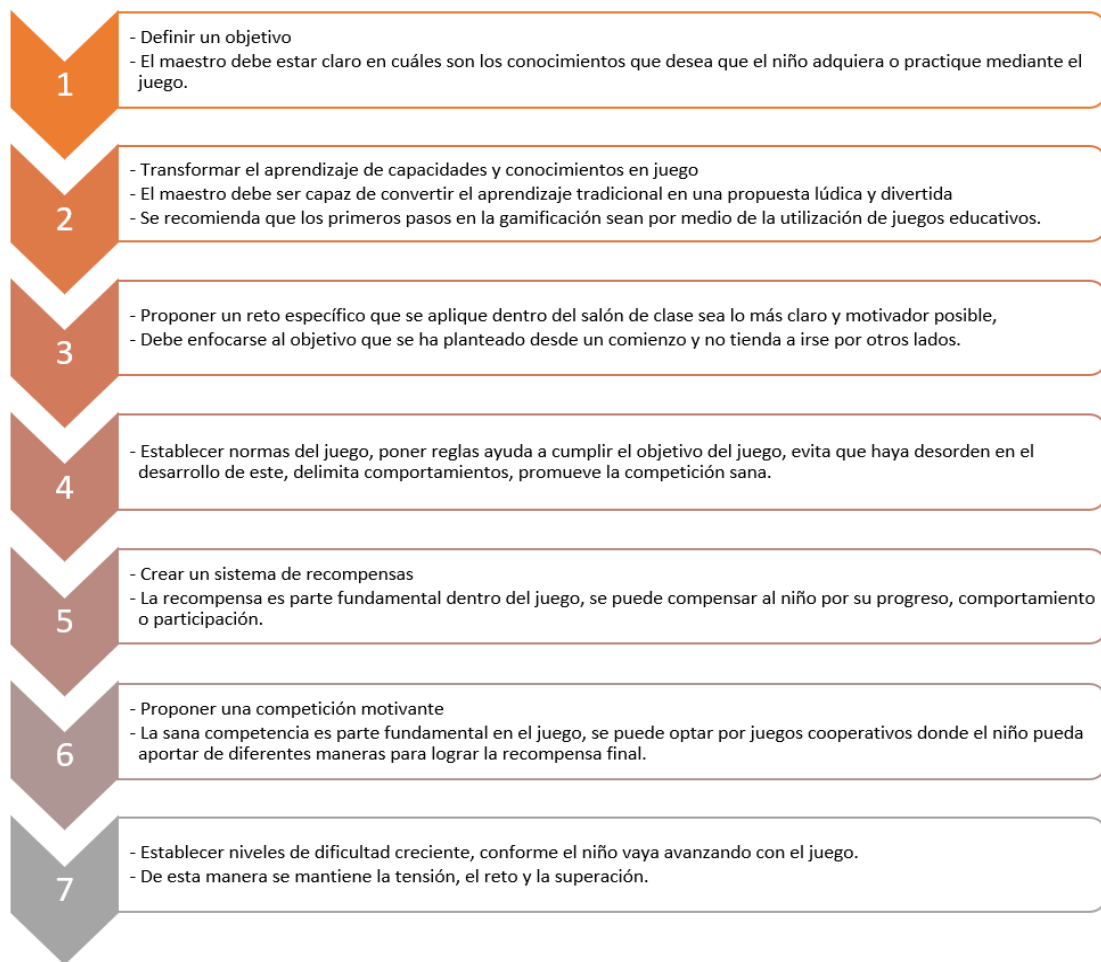 1
- Definir un objetivo
- El maestro debe estar claro en cuáles son los conocimientos que desea que el niño adquiera o practique mediante el
juego.
2
- Transformar el aprendizaje de capacidades y conocimientos en juego
- El maestro debe ser capaz de convertir el aprendizaje tradicional en una propuesta lúdica y divertida
- Se recomienda que los primeros pasos en la gamificación sean por medio de la utilización de juegos educativos.
3
- Proponer un reto específico que se aplique dentro del salón de clase sea lo más claro y motivador posible,
- Debe enfocarse al objetivo que se ha planteado desde un comienzo y no tienda a irse por otros lados.
4
- Establecer normas del juego, poner reglas ayuda a cumplir el objetivo del juego, evita que haya desorden en el
desarrollo de este, delimita comportamientos, promueve la competición sana.
5
- Crear un sistema de recompensas
- La recompensa es parte fundamental dentro del juego, se puede compensar al niño por su progreso, comportamiento
o participación.
6
- Proponer una competición motivante
- La sana competencia es parte fundamental en el juego, se puede optar por juegos cooperativos donde el niño pueda
aportar de diferentes maneras para lograr la recompensa final.
7
- Establecer niveles de dificultad creciente, conforme el niño vaya avanzando con el juego.
- De esta manera se mantiene la tensión, el reto y la superación.